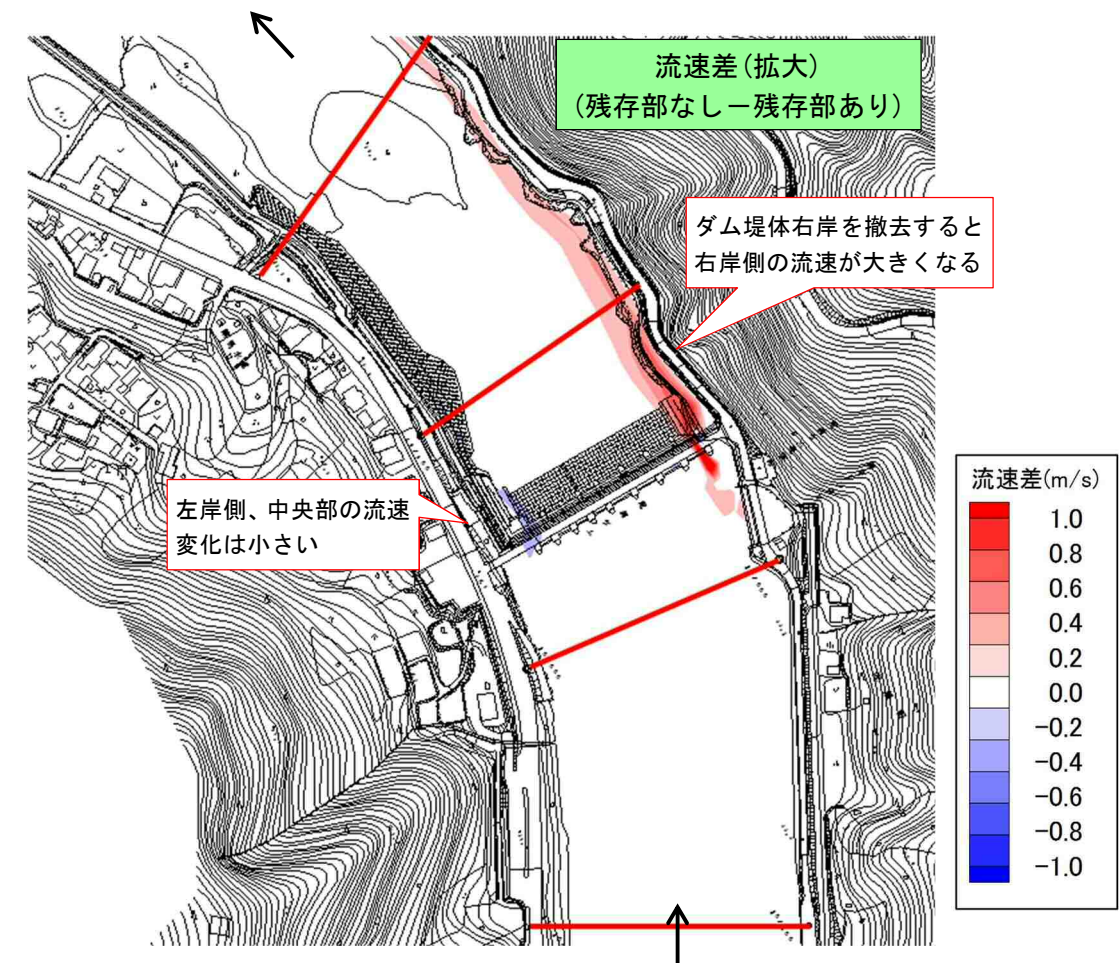 流速差(拡大)
(残存部なしー残存部あり)
ダム堤体右岸を撤去すると
右岸側の流速が大きくなる
左岸側、中央部の流速
変化は小さい
流速差(m/s)
1.0
0.8
0.6
0.4
0.2
0.0
-0.2
-0.4
-0.6
-0.8
-1.0